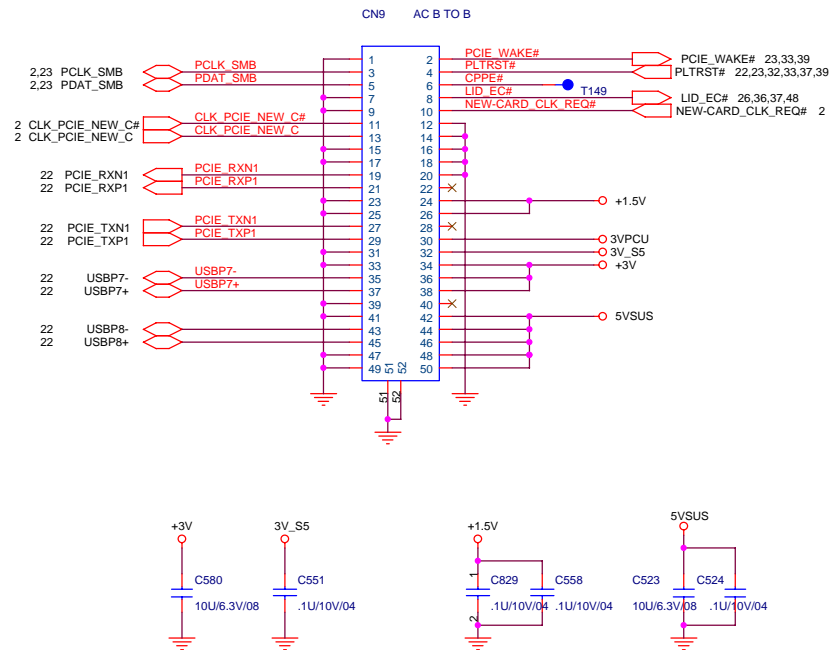 CN9 AC B TO B
1 2 PCIE_WAKE# PCIE_WAKE# 23,33,39
2,23 PCLK_SMB PCLK_SMB 3 4 PLTRST# PLTRST# 22,23,32,33,37,39
2,23 PDAT_SMB PDAT_SMB 5 6 CPPE# T149
7 8 LID_EC# LID_EC# 26,36,37,48
9 10 NEW-CARD_CLK_REQ# NEW-CARD_CLK_REQ# 2
2 CLK_PCIE_NEW_C# CLK_PCIE_NEW_C# 11 12
2 CLK_PCIE_NEW_C CLK_PCIE_NEW_C 13 14
15 16
17 18
22 PCIE_RXN1 PCIE_RXN1 19 20
22 PCIE_RXP1 PCIE_RXP1 21 22
23 24 +1.5V
25 26
22 PCIE_TXN1 PCIE_TXN1 27 28
22 PCIE_TXP1 PCIE_TXP1 29 30 3VPCU
31 32 3V_S5
33 34 +3V
22 USBP7- USBP7- 35 36
22 USBP7+ USBP7+ 37 38
39 40
41 42 5VSUS
22 USBP8- 43 44
22 USBP8+ 45 46
47 48
49 51 52 50
51 52
+3V 3V_S5 +1.5V 5VSUS
1
C580 C551 C829 C558 C523 C524
10U/6.3V/08 .1U/10V/04 .1U/10V/04 .1U/10V/04 10U/6.3V/08 .1U/10V/04
2